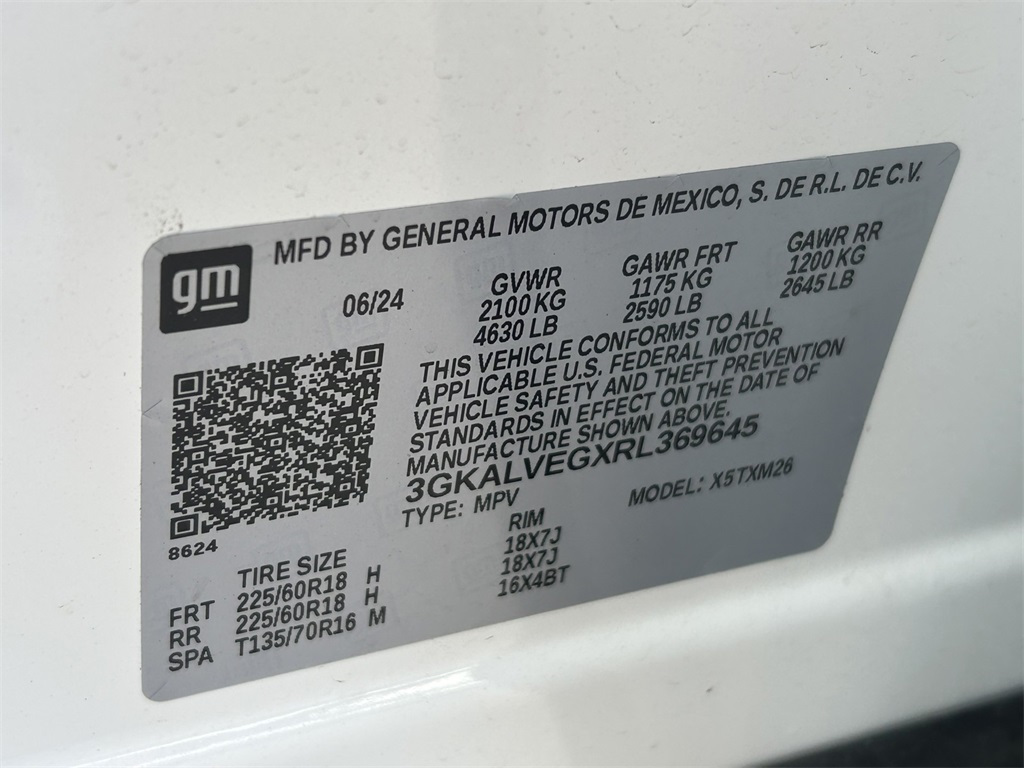 MFD BY GENERAL MOTORS DE MEXICO, S. DE R.L. DE C.V.
gm
06/24
GVWR
2100 KG
4630 LB
GAWR FRT
1175 KG
2590 LB
GAWR RR
1200 KG
2645 LB
THIS VEHICLE CONFORMS TO ALL
APPLICABLE U.S. FEDERAL MOTOR
VEHICLE SAFETY AND THEFT PREVENTION
STANDARDS IN EFFECT ON THE DATE OF
MANUFACTURE SHOWN ABOVE.
3GKALVEGXRL369645
TYPE: MPV
MODEL: X5TXM26
8624
TIRE SIZE RIM
FRT 225/60R18 H 18X7J
RR 225/60R18 H 18X7J
SPA T135/70R16 M 16X4BT